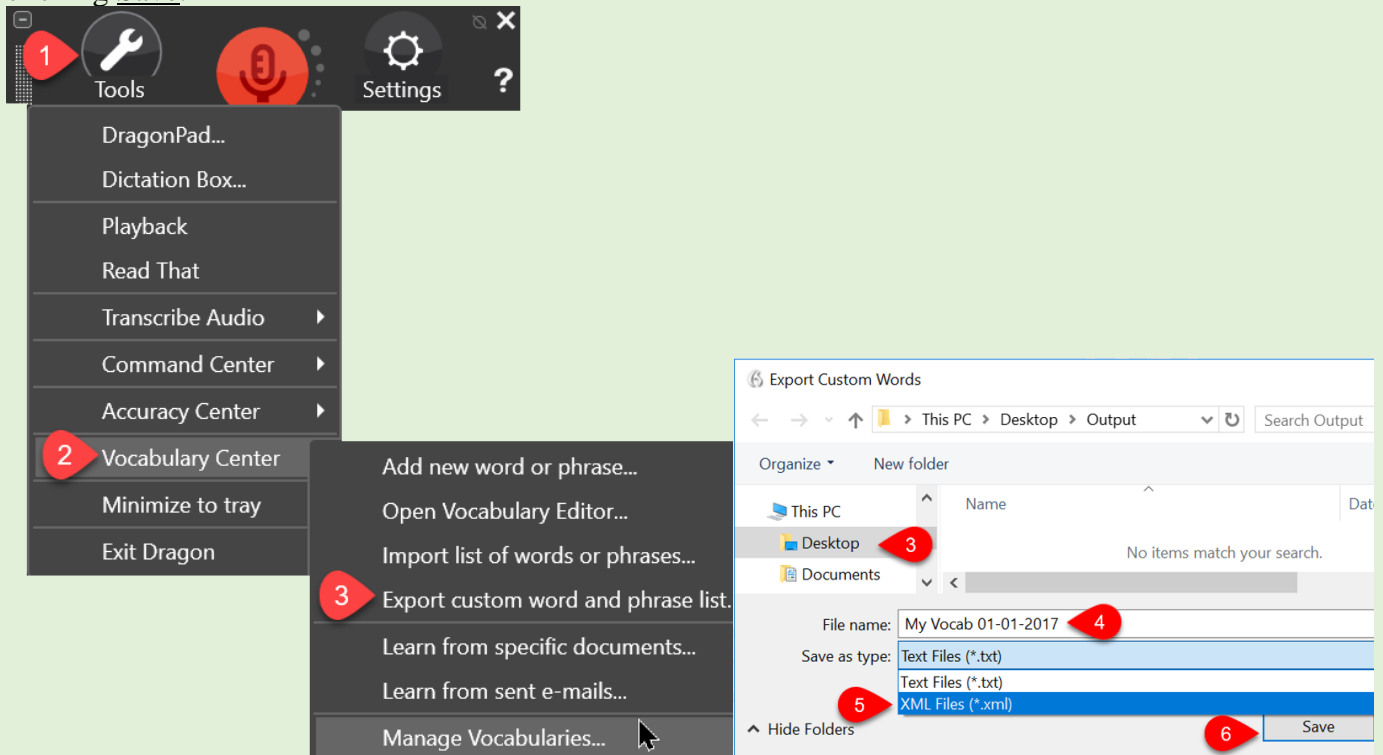 1
Tools
Settings
?
DragonPad...
Dictation Box...
Playback
Read That
Transcribe Audio
Command Center
Accuracy Center
2
Vocabulary Center
Minimize to tray
Exit Dragon
Add new word or phrase...
Open Vocabulary Editor...
Import list of words or phrases...
3
Export custom word and phrase list.
Learn from specific documents...
Learn from sent e-mails...
Manage Vocabularies...
Export Custom Words
This PC > Desktop > Output
Search Output
Organize
New folder
This PC
Desktop
3
Documents
Name
No items match your search.
File name: My Vocab 01-01-2017
4
Save as type: Text Files (*.txt)
Text Files (*.txt)
5
XML Files (*.xml)
Hide Folders
6
Save